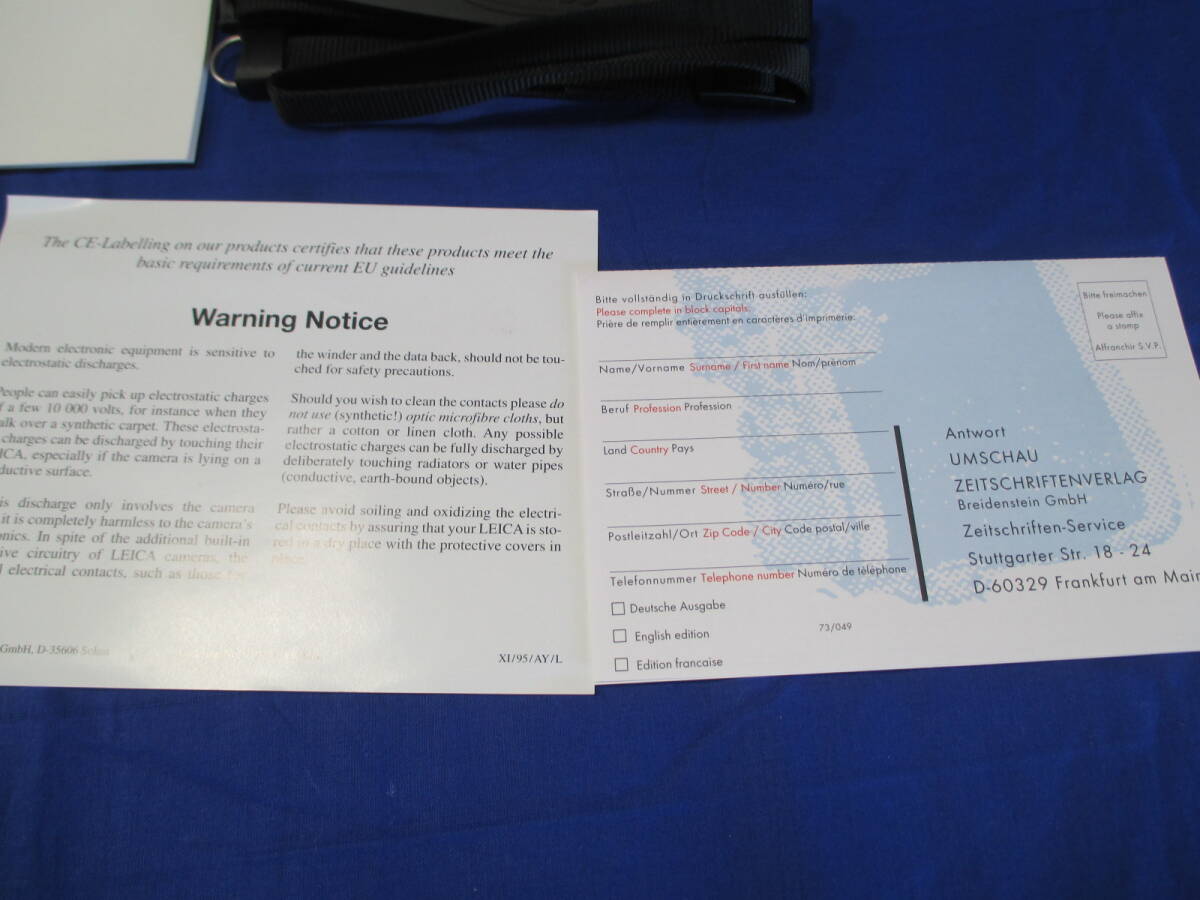 The CE-Labelling on our products certifies that these products meet the
basic requirements of current EU guidelines
Warning Notice
Modern electronic equipment is sensitive to
electrostatic discharges.
People can easily pick up electrostatic charges
a few 10 000 volts, for instance when they
over a synthetic carpet. These electrosta-
charges can be discharged by touching their
especially if the camera is lying on a
surface.
discharge only involves the camera
it is completely harmless to the camera's
In spite of the additional built-in
circuitry of LEICA cameras, the
electrical contacts, such as those for
the winder and the data back, should not be tou-
ched for safety precautions.
Should you wish to clean the contacts please do
not use (synthetic!) optic microfibre cloths, but
rather a cotton or linen cloth. Any possible
electrostatic charges can be fully discharged by
deliberately touching radiators or water pipes
(conductive, earth-bound objects).
Please avoid soiling and oxidizing the electri-
cal contacts by assuring that your LEICA is sto-
red in a dry place with the protective covers in
place.
GmbH, D-35606 Solms
XI/95/AY/L
Bitte vollständig in Druckschrift ausfüllen:
Please complete in block capitals:
Prière de remplir entièrement en caractères d'imprimerie:
Name/Vorname Surname / First name Nom/prénom
Beruf Profession Profession
Land Country Pays
Straße/Nummer Street / Number Numéro/rue
Postleitzahl/Ort Zip Code / City Code postal/ville
Telefonnummer Telephone number Numéro de téléphone
Deutsche Ausgabe
English edition
Edition francaise
73/049
Bitte freimachen
Please affix
a stamp
Affranchir S.V.P.
Antwort
UMSCHAU
ZEITSCHRIFTENVERLAG
Breidenstein GmbH
Zeitschriften-Service
Stuttgarter Str. 18 - 24
D-60329 Frankfurt am Main